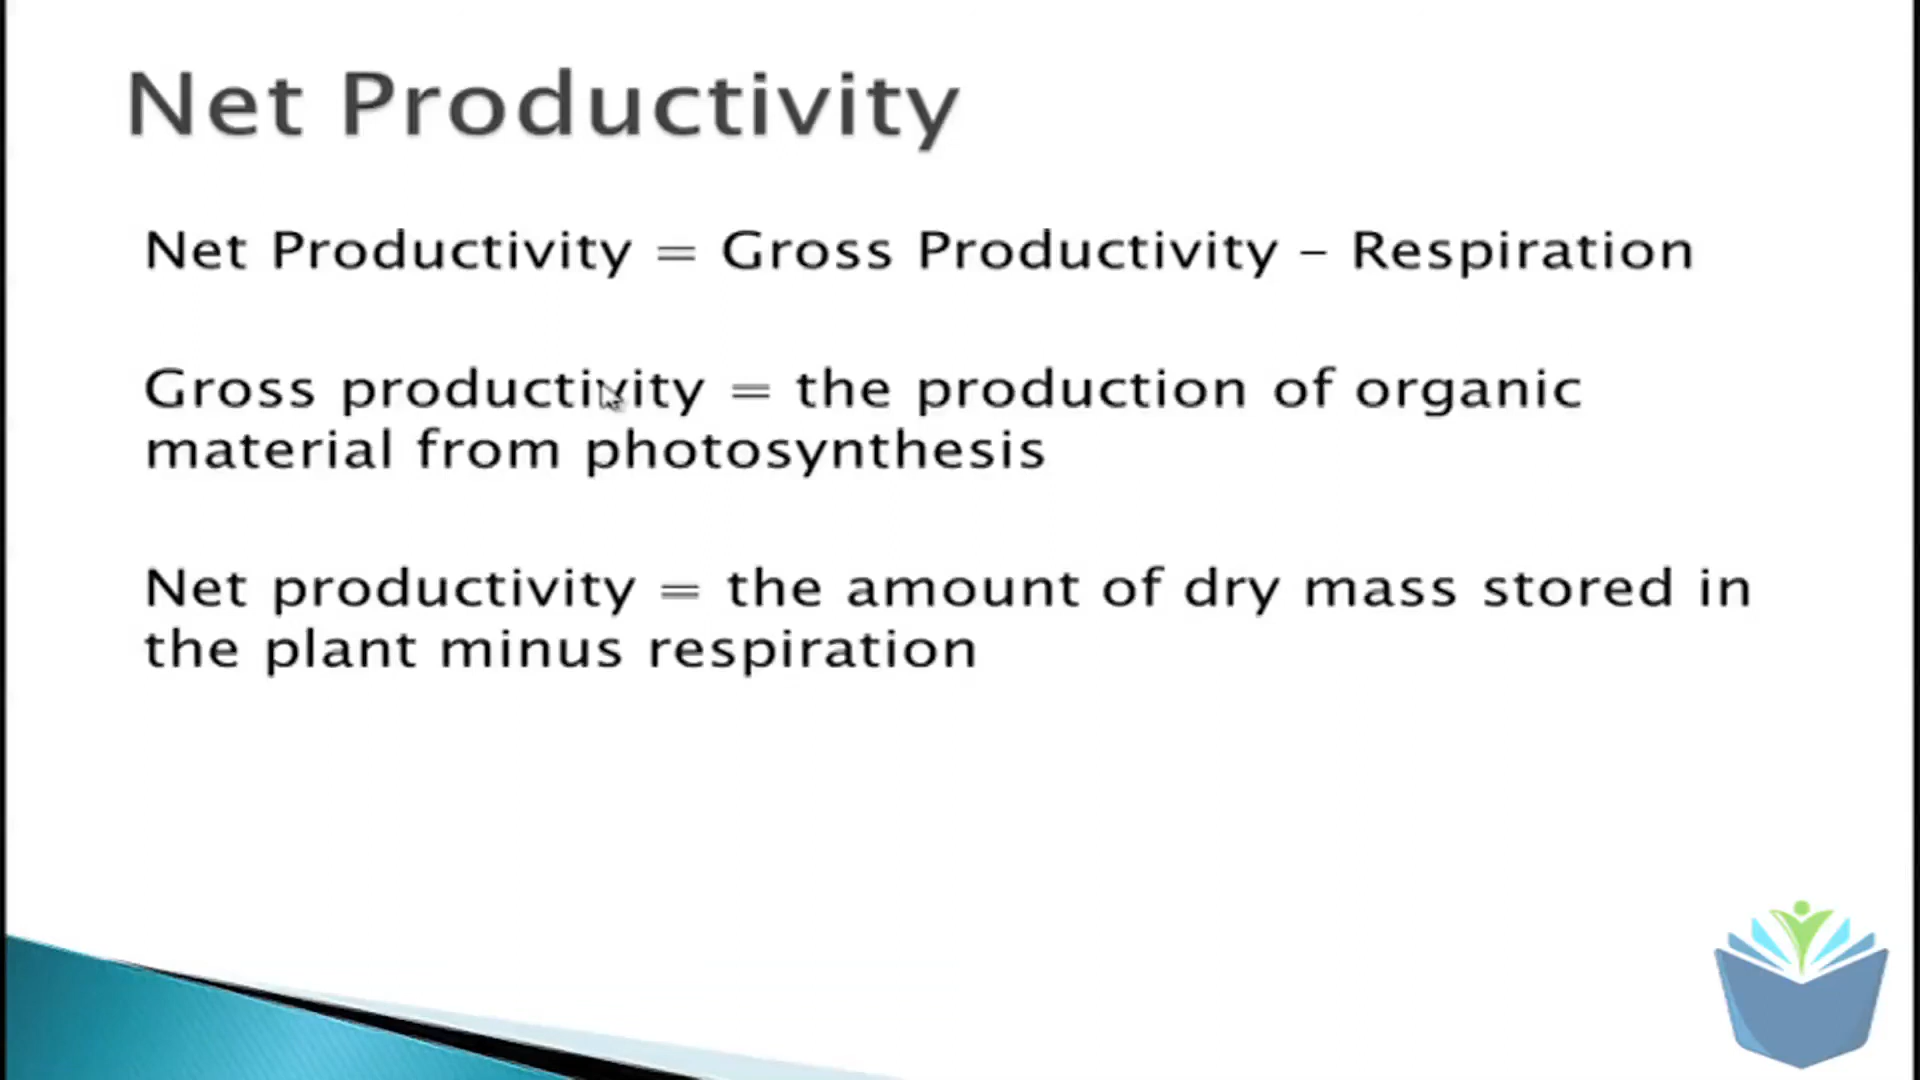 Net Productivity
Net Productivity = Gross Productivity – Respiration
Gross productivity = the production of organic
material from photosynthesis
Net productivity = the amount of dry mass stored in
the plant minus respiration